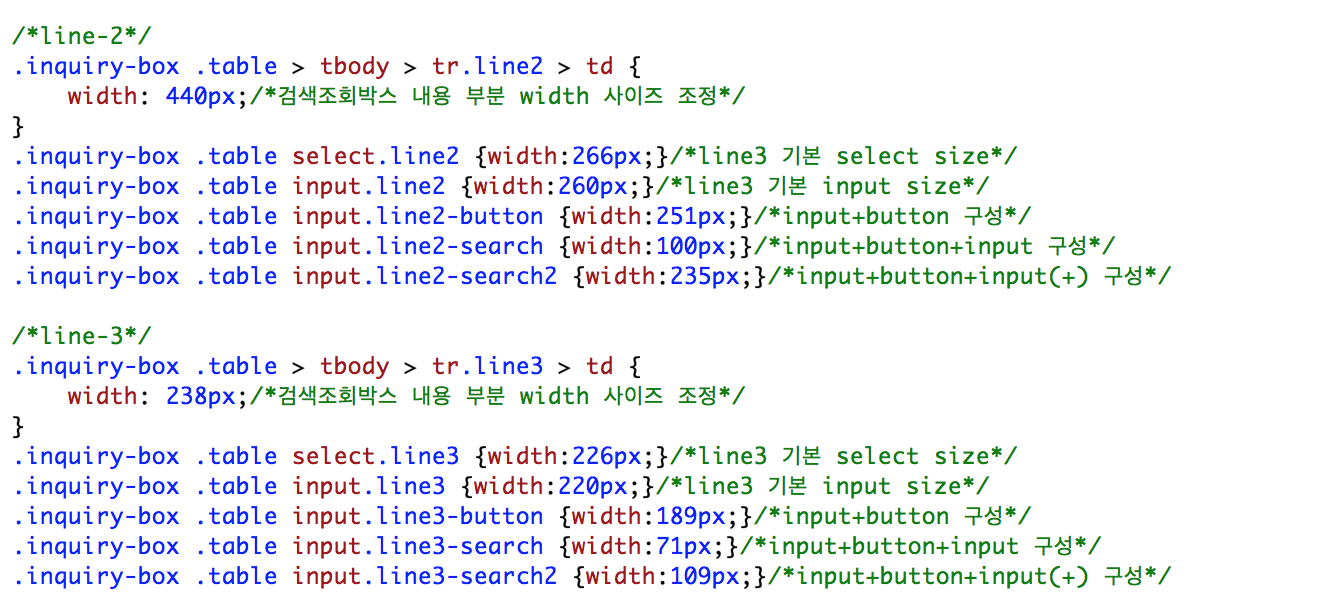 /*line-2*/
.inquiry-box .table > tbody > tr.line2 > td {
    width: 440px;/*검색조회박스 내용 부분 width 사이즈 조정*/
}
.inquiry-box .table select.line2 {width:266px;}/*line3 기본 select size*/
.inquiry-box .table input.line2 {width:260px;}/*line3 기본 input size*/
.inquiry-box .table input.line2-button {width:251px;}/*input+button 구성*/
.inquiry-box .table input.line2-search {width:100px;}/*input+button+input 구성*/
.inquiry-box .table input.line2-search2 {width:235px;}/*input+button+input(+) 구성*/

/*line-3*/
.inquiry-box .table > tbody > tr.line3 > td {
    width: 238px;/*검색조회박스 내용 부분 width 사이즈 조정*/
}
.inquiry-box .table select.line3 {width:226px;}/*line3 기본 select size*/
.inquiry-box .table input.line3 {width:220px;}/*line3 기본 input size*/
.inquiry-box .table input.line3-button {width:189px;}/*input+button 구성*/
.inquiry-box .table input.line3-search {width:71px;}/*input+button+input 구성*/
.inquiry-box .table input.line3-search2 {width:109px;}/*input+button+input(+) 구성*/